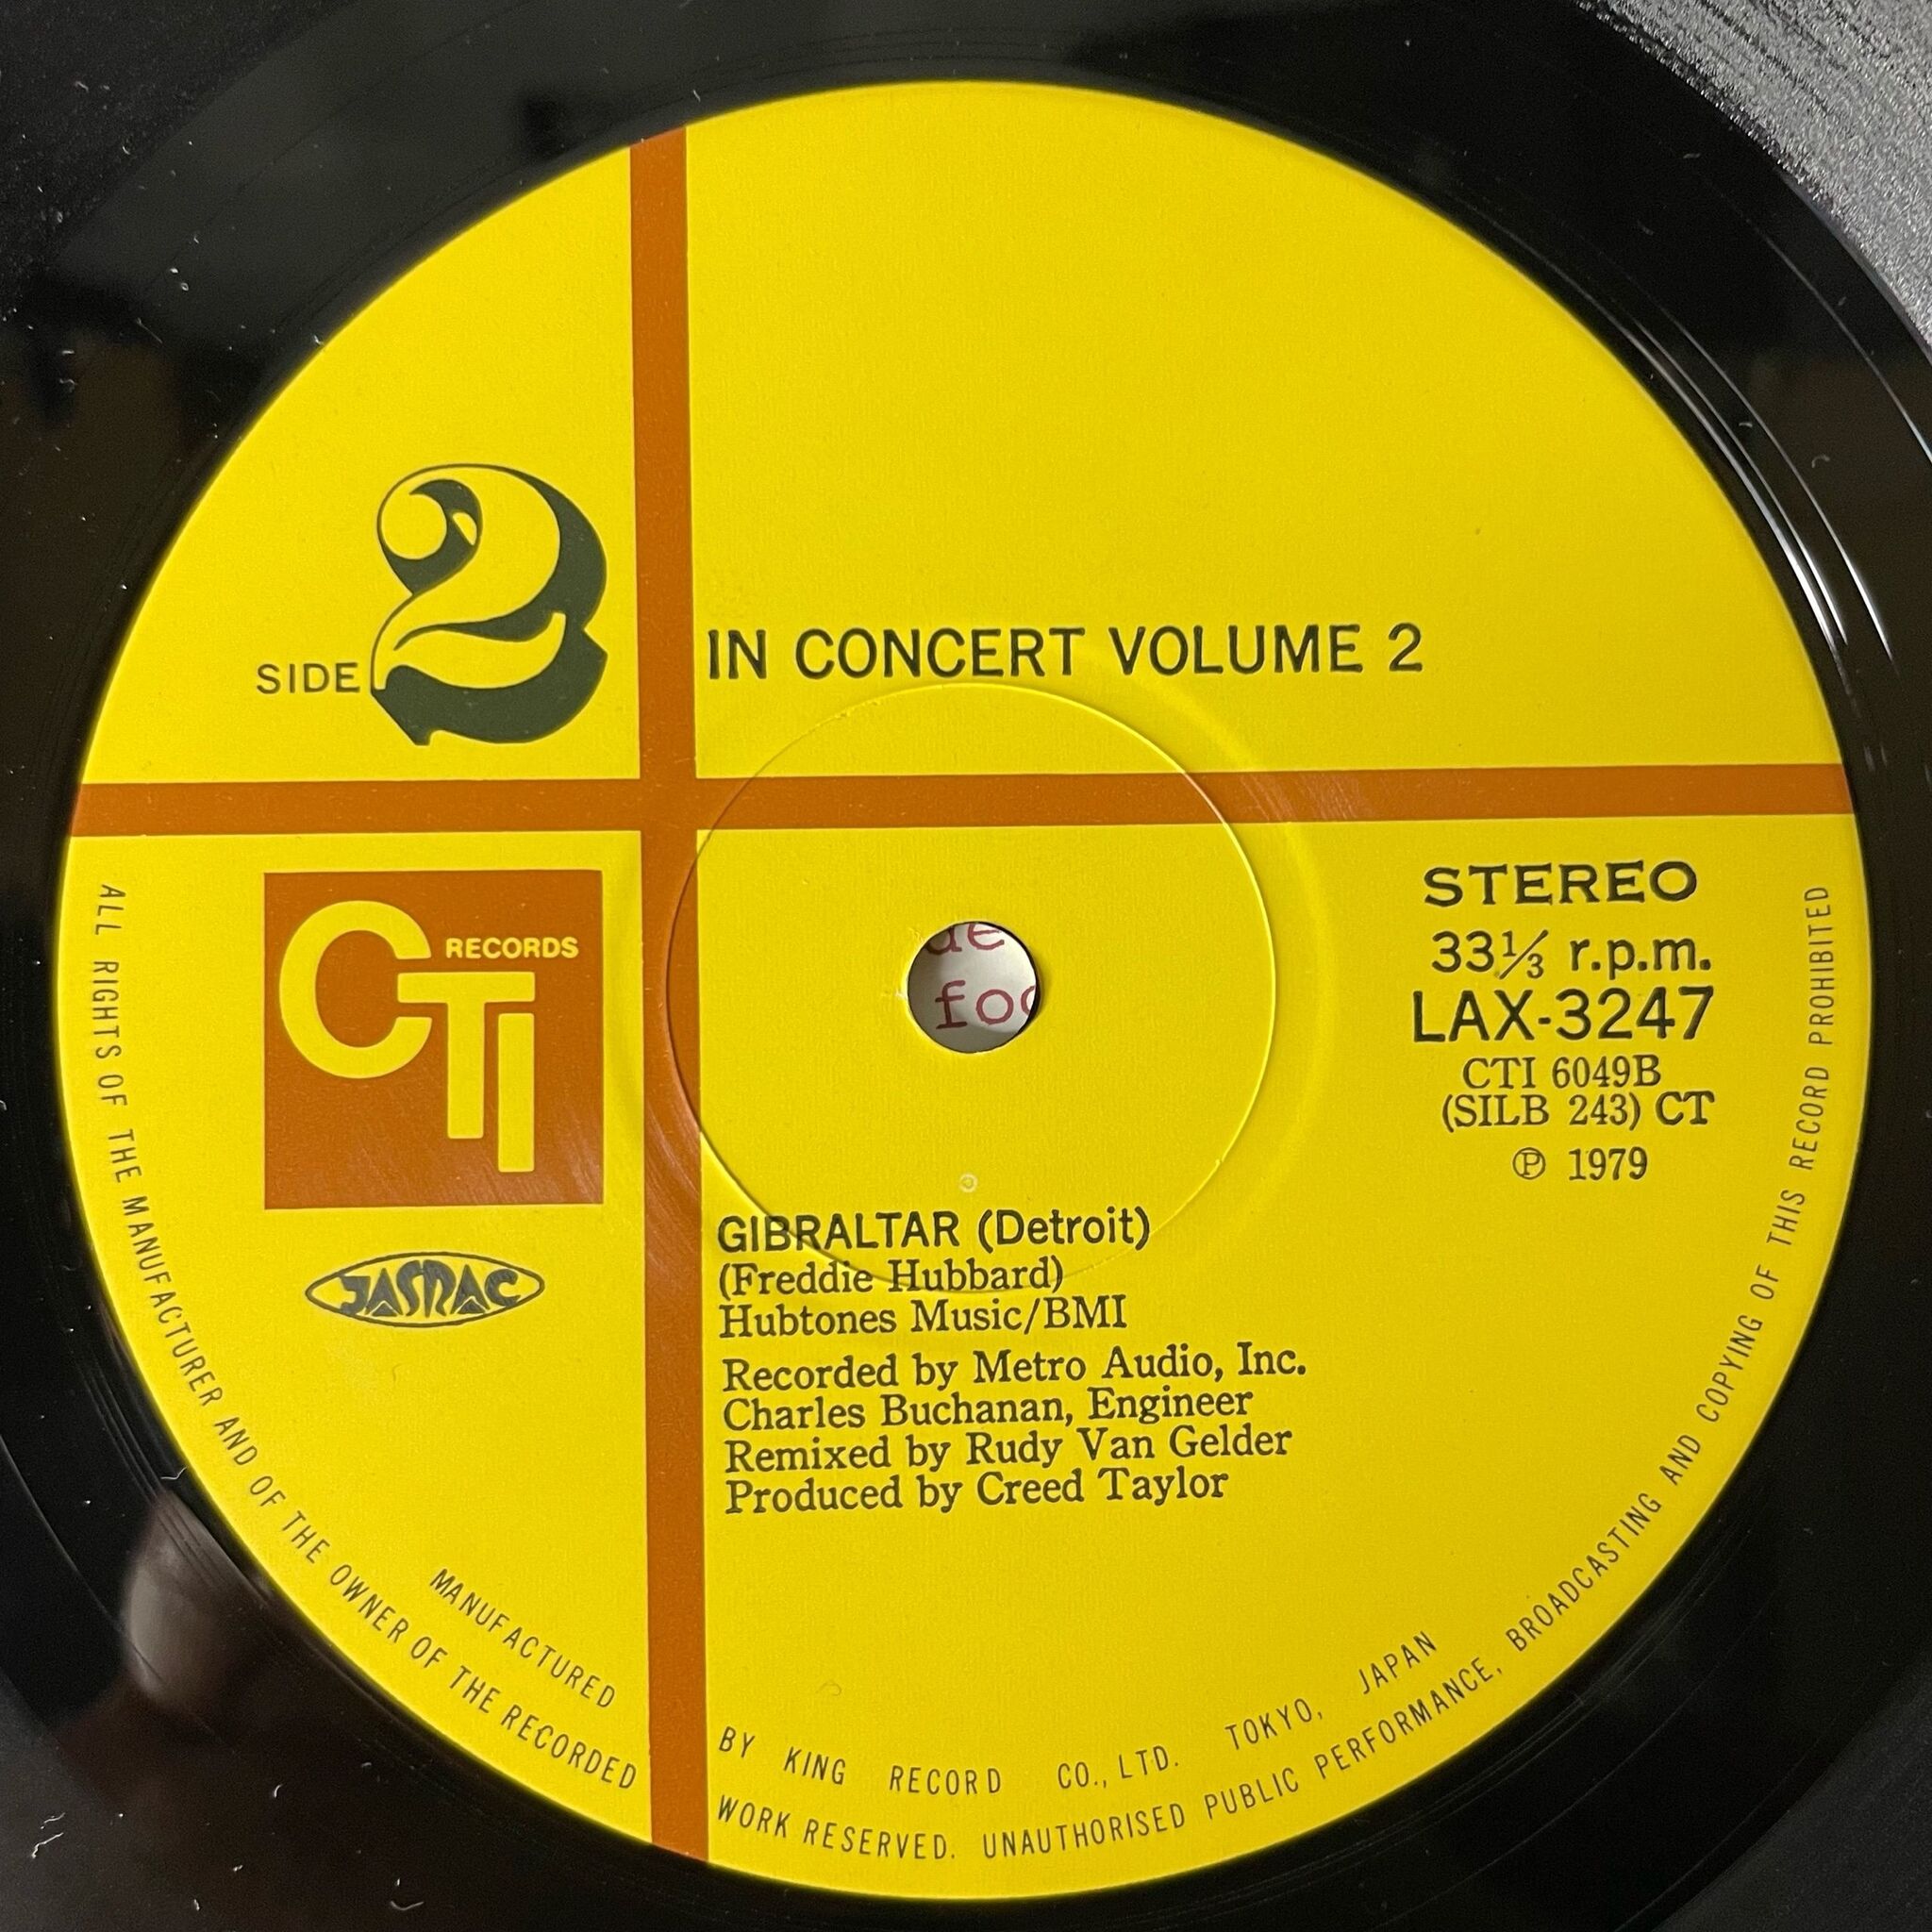 SIDE 2
IN CONCERT VOLUME 2
CTI RECORDS
JASRAC
STEREO
33⅓ r.p.m.
LAX-3247
CTI 6049B
(SILB 243) CT
℗ 1979
de
foo
GIBRALTAR (Detroit)
(Freddie Hubbard)
Hubtones Music/BMI
Recorded by Metro Audio, Inc.
Charles Buchanan, Engineer
Remixed by Rudy Van Gelder
Produced by Creed Taylor
MANUFACTURED BY KING RECORD CO., LTD. TOKYO, JAPAN
ALL RIGHTS OF THE MANUFACTURER AND OF THE OWNER OF THE RECORDED WORK RESERVED. UNAUTHORISED PUBLIC PERFORMANCE, BROADCASTING AND COPYING OF THIS RECORD PROHIBITED